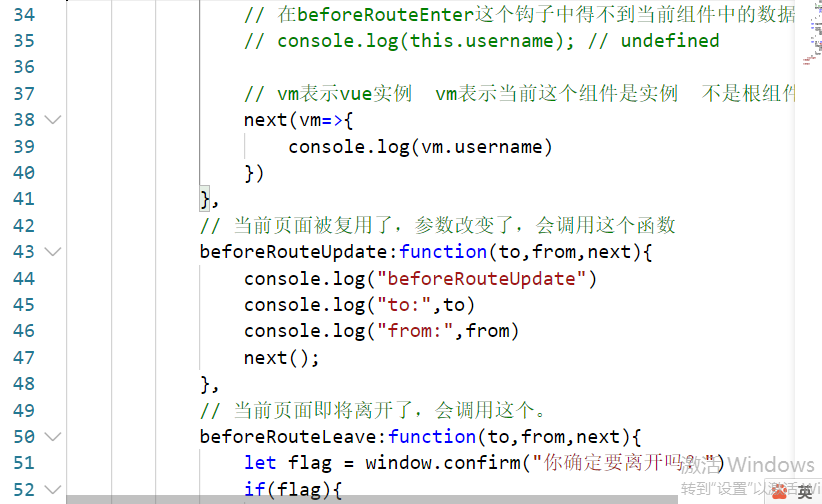 34 // 在beforeRouteEnter这个钩子中得不到当前组件中的数据
35 // console.log(this.username); // undefined
36
37 // vm表示vue实例  vm表示当前这个组件是实例  不是根组件
38 next(vm=>{
39 console.log(vm.username)
40 })
41 },
42 // 当前页面被复用了，参数改变了，会调用这个函数
43 beforeRouteUpdate:function(to,from,next){
44 console.log("beforeRouteUpdate")
45 console.log("to:",to)
46 console.log("from:",from)
47 next();
48 },
49 // 当前页面即将离开了，会调用这个。
50 beforeRouteLeave:function(to,from,next){
51 let flag = window.confirm("你确定要离开吗？")
52 if(flag){
激活 Windows
转到"设置"以激活 Wi
英